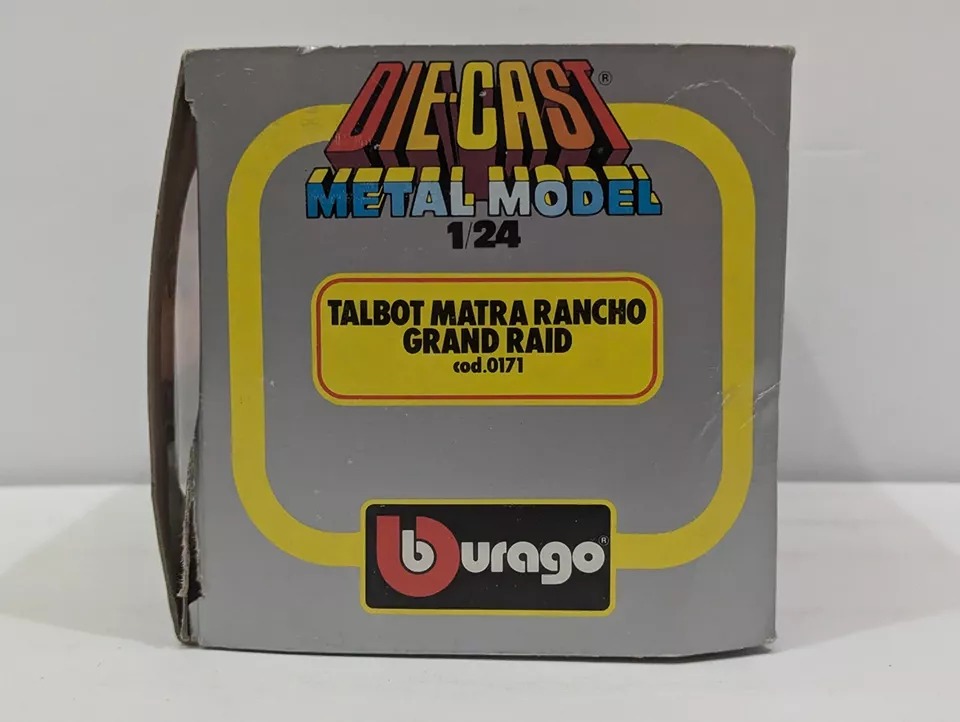 DIE-CAST®
METAL MODEL
1/24
TALBOT MATRA RANCHO
GRAND RAID
cod.0171
burago®